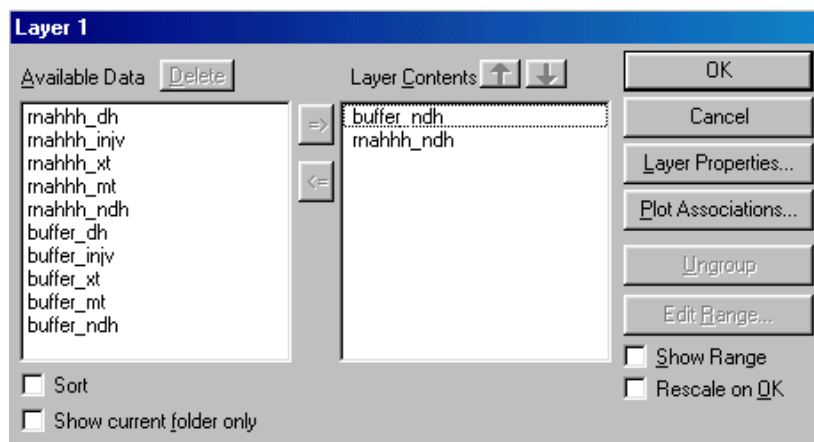 Layer 1
Available Data
Delete
Layer Contents
OK
Cancel
Layer Properties...
Plot Associations...
Ungroup
Edit Range...
Show Range
Rescale on OK
=>
<=
rnahhh_dh
rnahhh_injv
rnahhh_xt
rnahhh_mt
rnahhh_ndh
buffer_dh
buffer_injv
buffer_xt
buffer_mt
buffer_ndh
buffer_ndh
rnahhh_ndh
Sort
Show current folder only